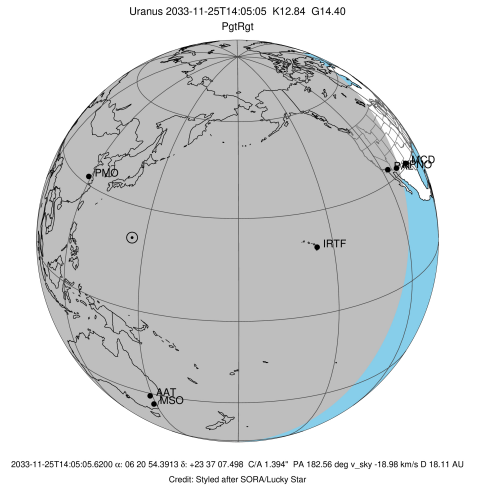 Uranus 2033-11-25T14:05:05 K12.84 G14.40
PgtRgt
MCD
PMO
IRTF
AAT
MSO
2033-11-25T14:05:05.6200 α: 06 20 54.3913 δ: +23 37 07.498 C/A 1.394" PA 182.56 deg v_sky -18.98 km/s D 18.11 AU
Credit: Styled after SORA/Lucky Star